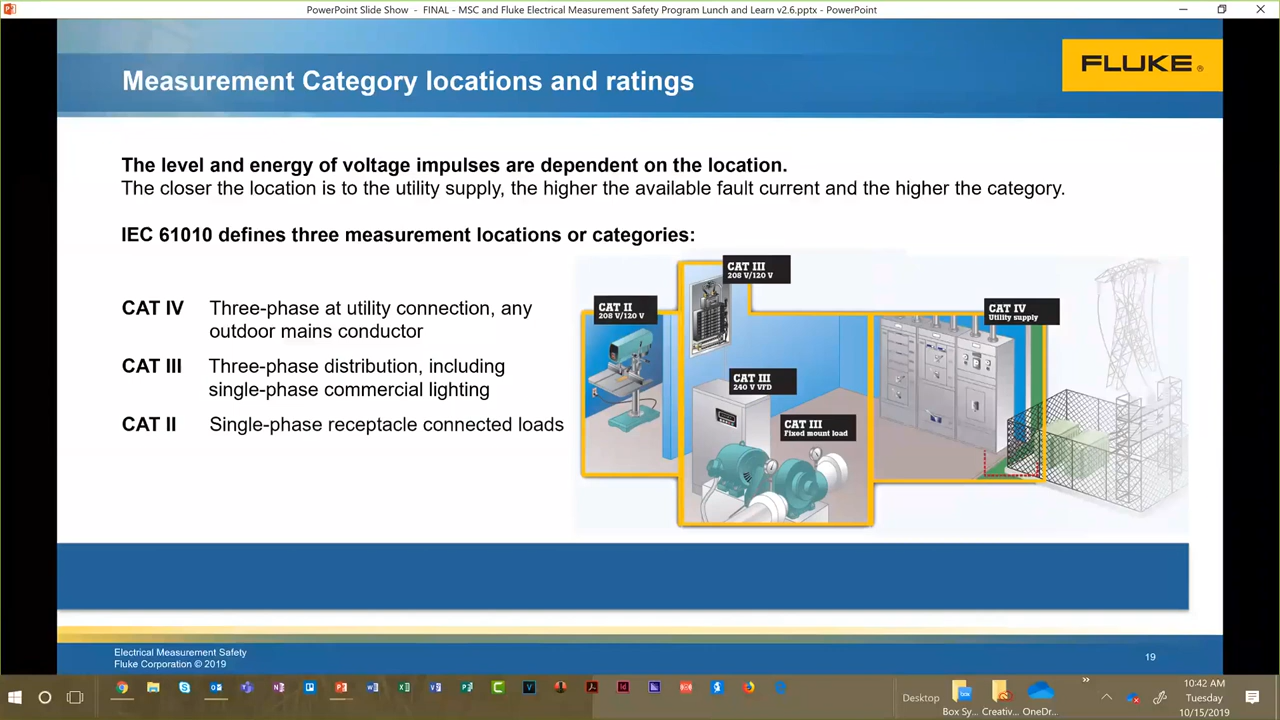 PowerPoint Slide Show - FINAL - MSC and Fluke Electrical Measurement Safety Program Lunch and Learn v2.6.pptx - PowerPoint
Measurement Category locations and ratings
FLUKE®
The level and energy of voltage impulses are dependent on the location.
The closer the location is to the utility supply, the higher the available fault current and the higher the category.
IEC 61010 defines three measurement locations or categories:
CAT IV Three-phase at utility connection, any
outdoor mains conductor
CAT III Three-phase distribution, including
single-phase commercial lighting
CAT II Single-phase receptacle connected loads
CAT II
208 V/120 V
CAT III
208 V/120 V
CAT III
240 V VFD
CAT III
Fixed mount load
CAT IV
Utility supply
Electrical Measurement Safety
Fluke Corporation © 2019
19
Desktop
Box Sy...
Creativ...
OneDr...
10:42 AM
Tuesday
10/15/2019